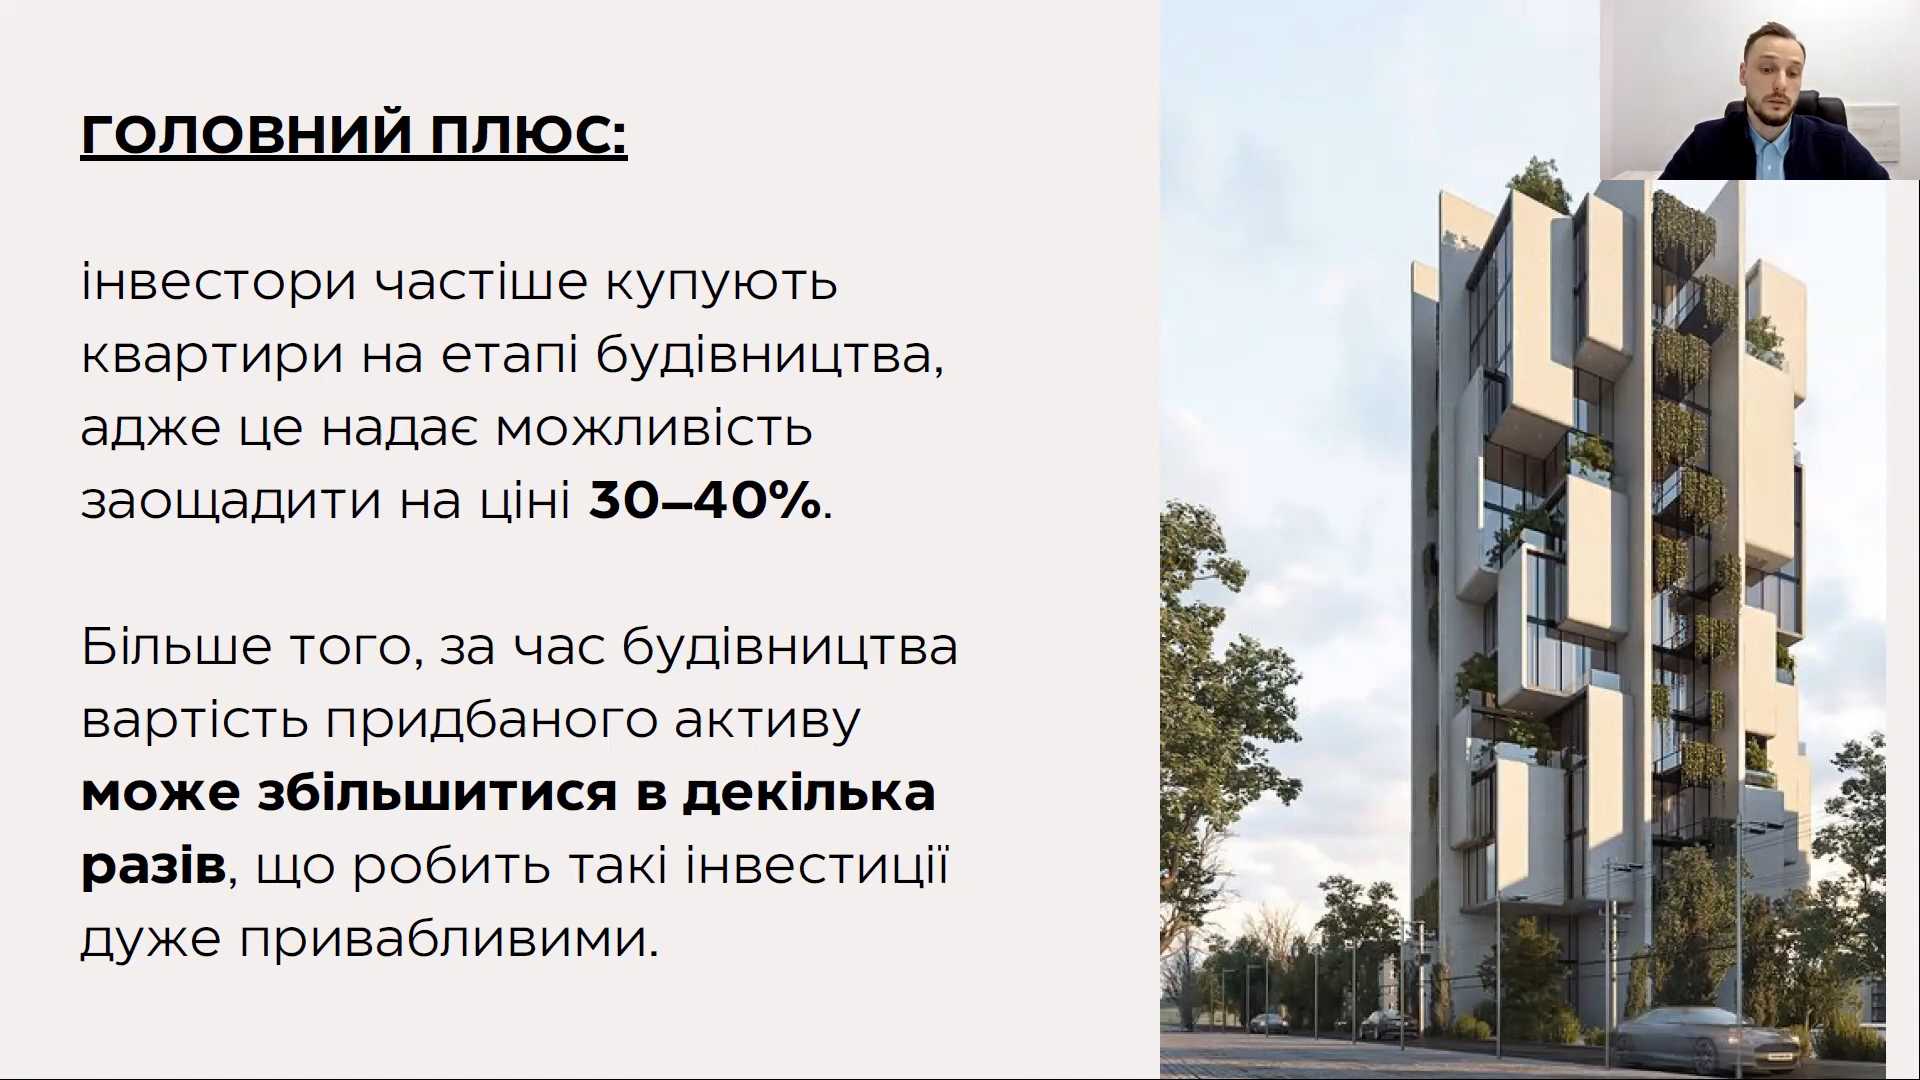 ГОЛОВНИЙ ПЛЮС:
інвестори частіше купують
квартири на етапі будівництва,
адже це надає можливість
заощадити на ціні 30–40%.
Більше того, за час будівництва
вартість придбаного активу
може збільшитися в декілька
разів, що робить такі інвестиції
дуже привабливими.